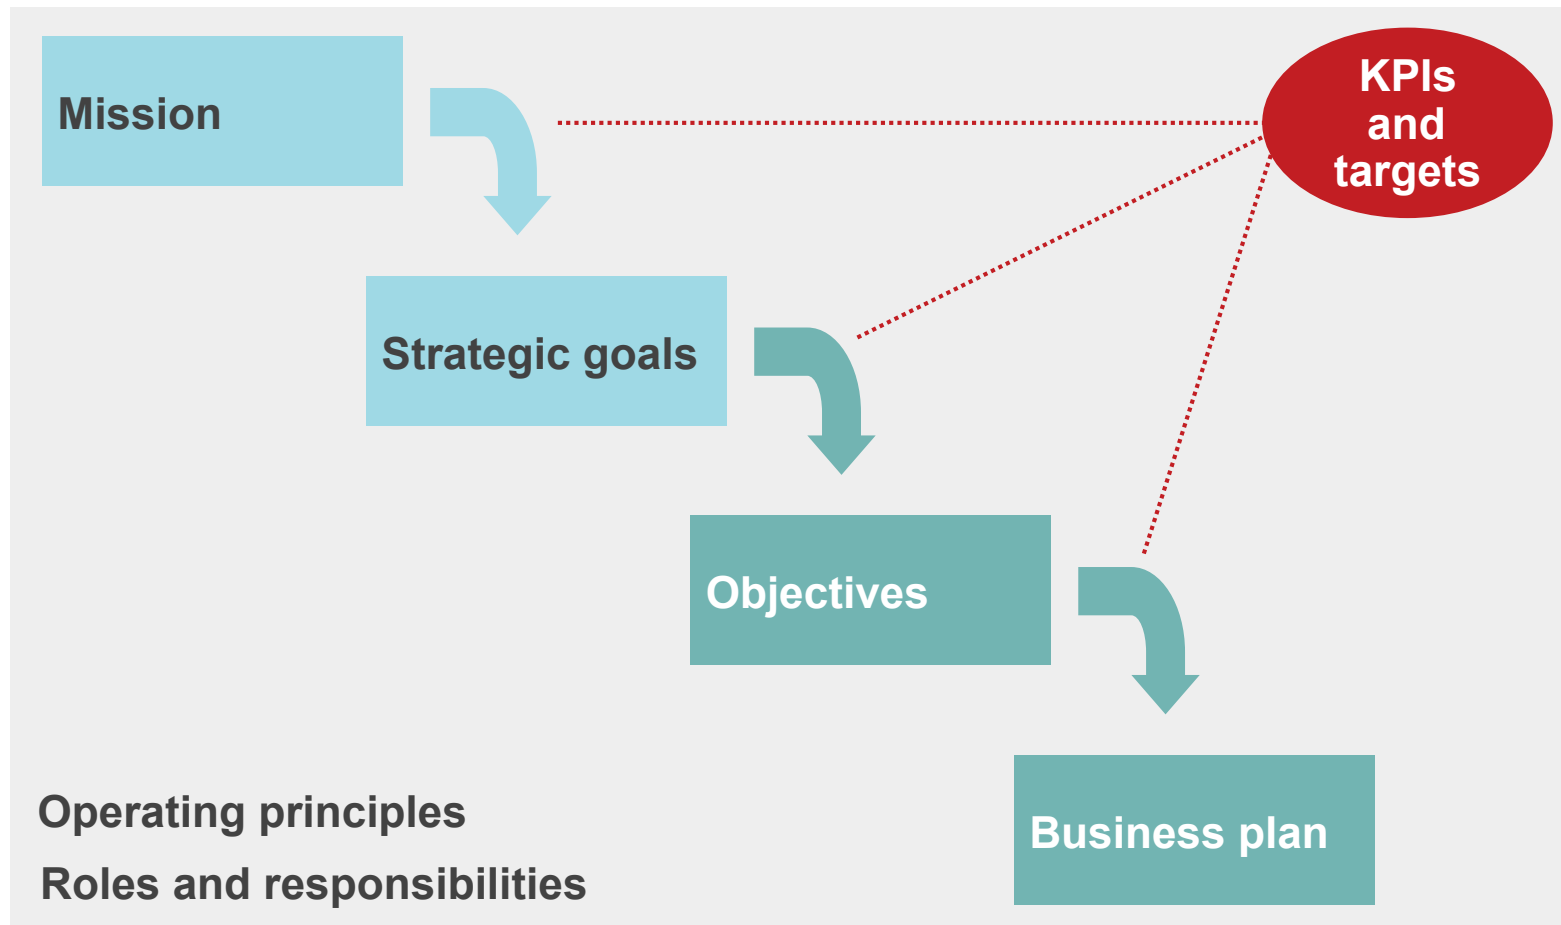 Mission
KPIs
and
targets
Strategic goals
Objectives
Business plan
Operating principles
Roles and responsibilities